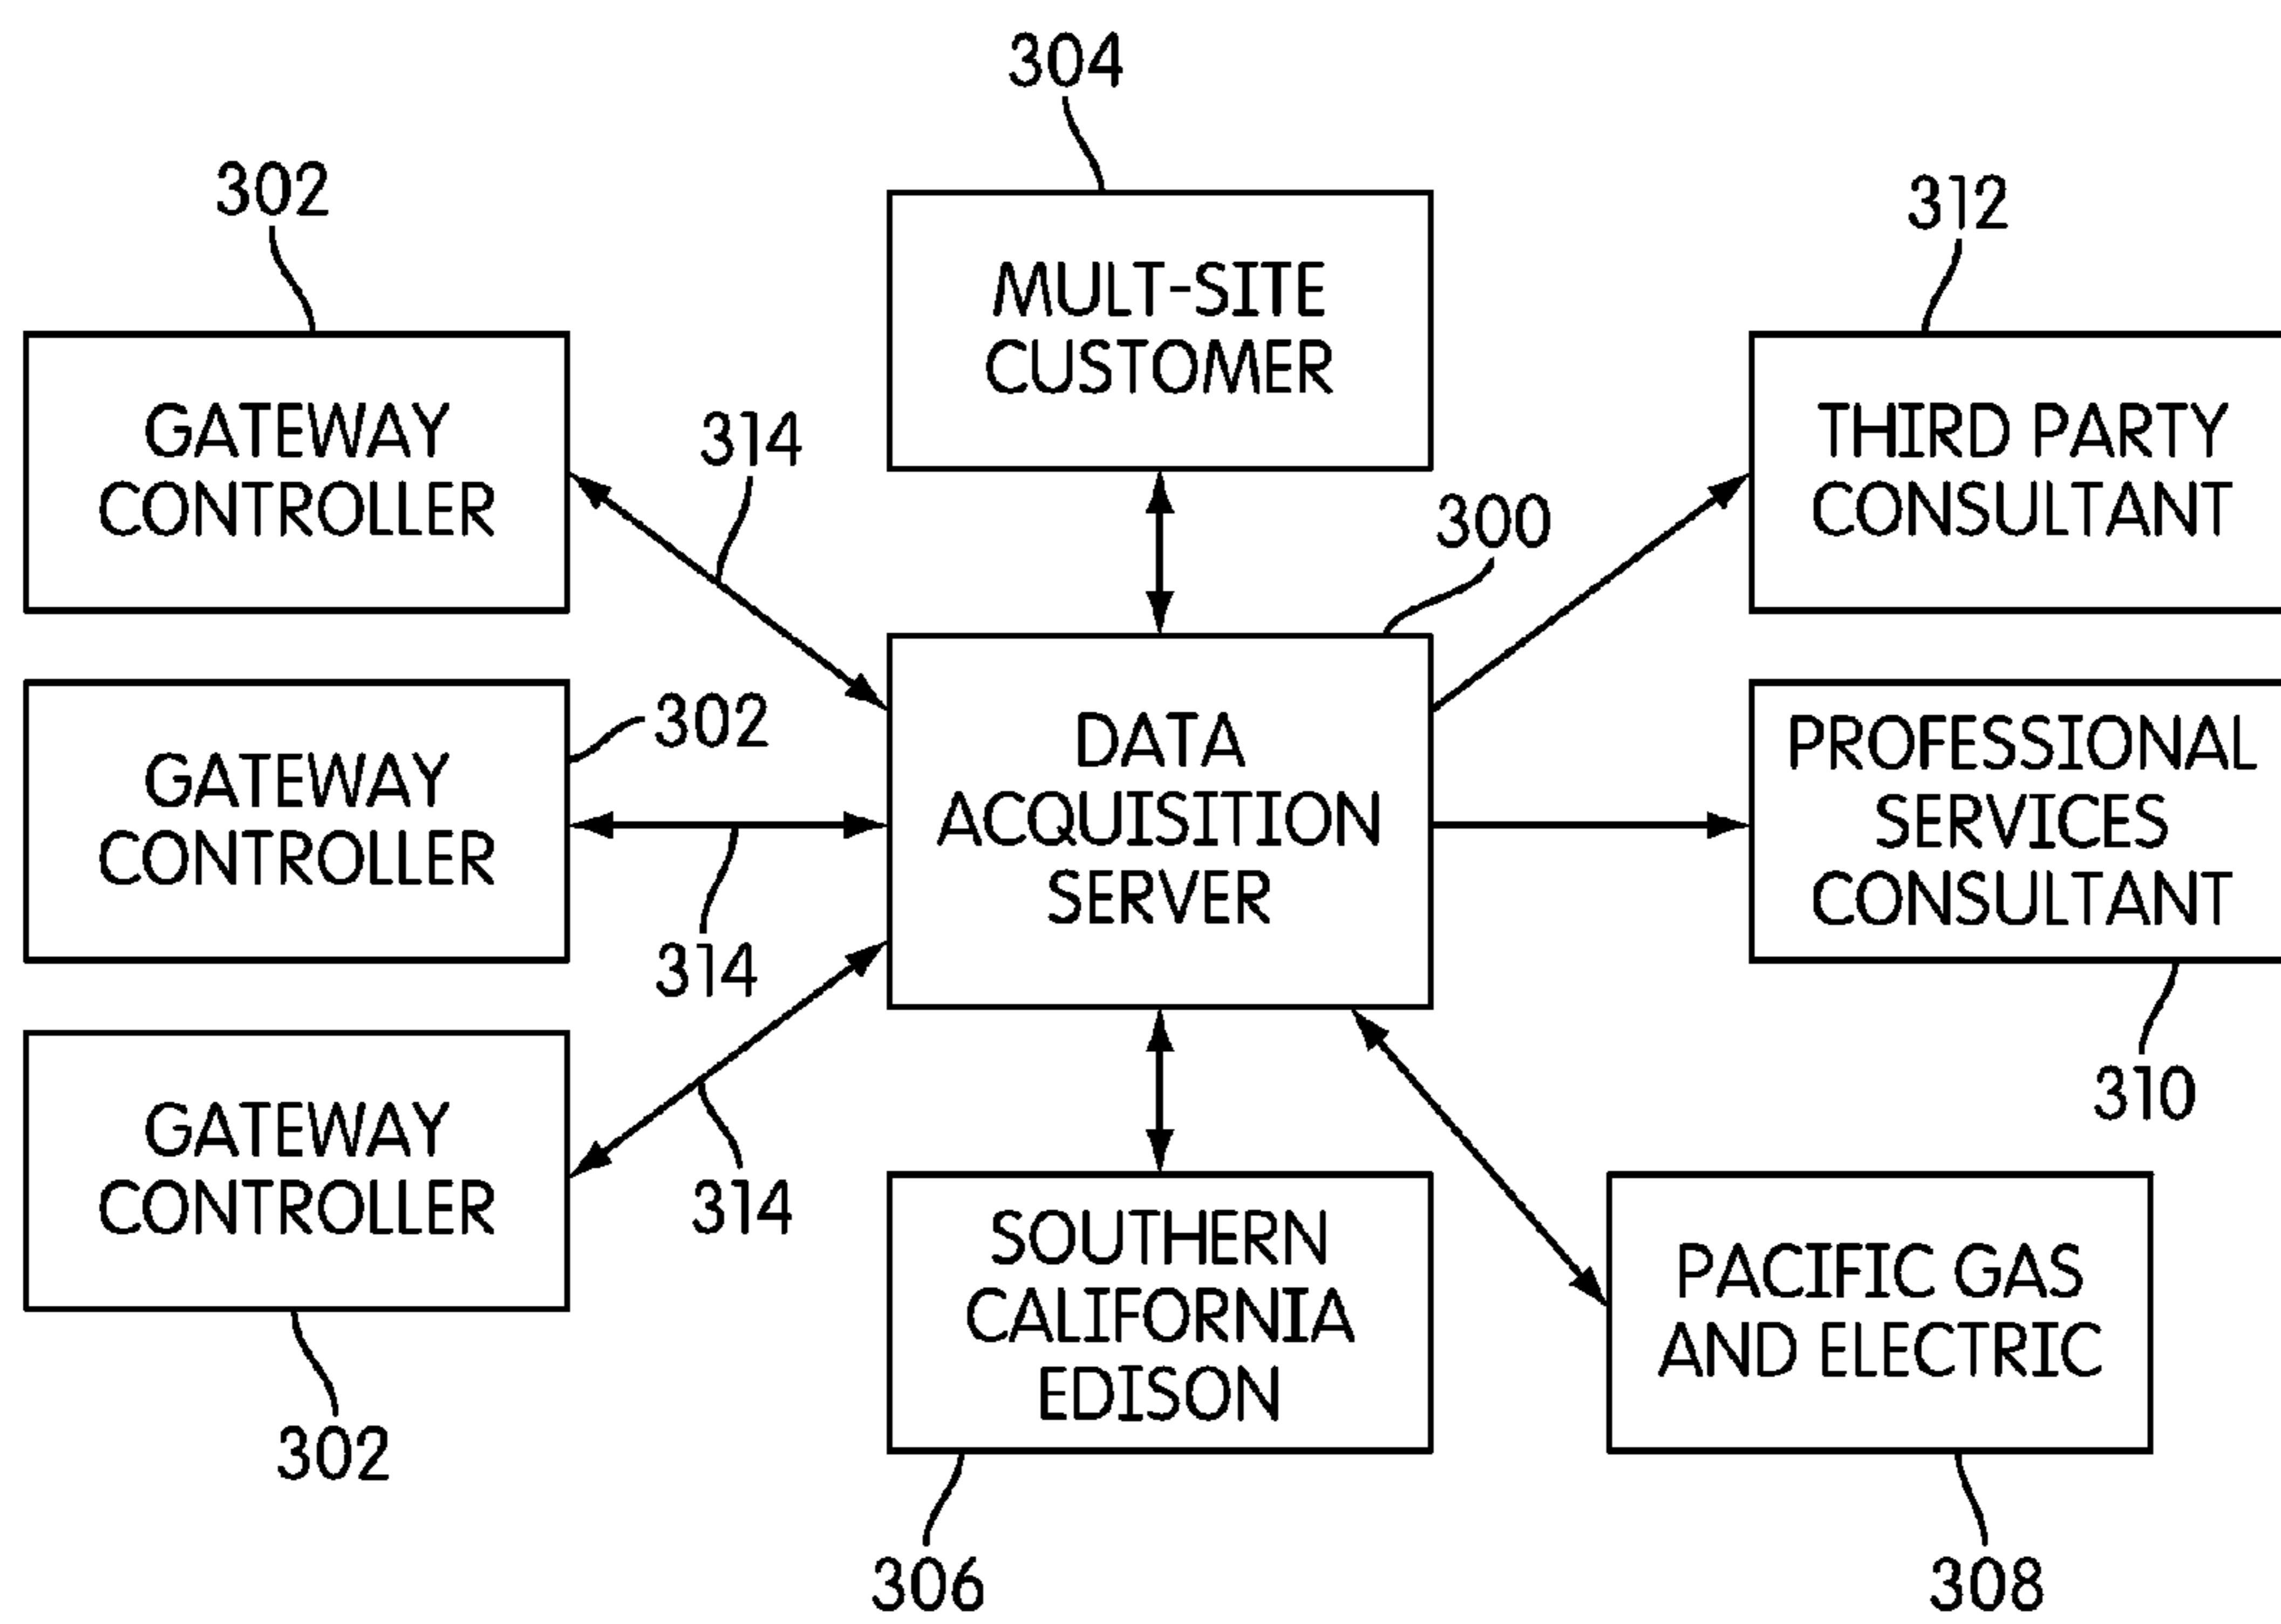 304
302
312
MULT-SITE
CUSTOMER
GATEWAY
CONTROLLER
314
THIRD PARTY
CONSULTANT
300
302
GATEWAY
CONTROLLER
DATA
ACQUISITION
SERVER
PROFESSIONAL
SERVICES
CONSULTANT
314
310
GATEWAY
CONTROLLER
314
SOUTHERN
CALIFORNIA
EDISON
PACIFIC GAS
AND ELECTRIC
302
306
308